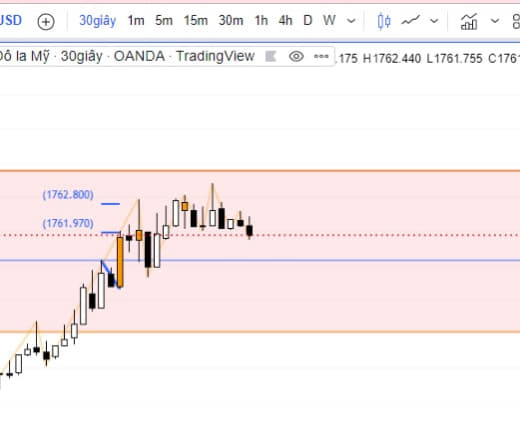 USD 30giây 1m 5m 15m 30m 1h 4h D W
Đô la Mỹ · 30giây · OANDA · TradingView .175 H1762.440 L1761.755 C1761
(1762.800)
(1761.970)